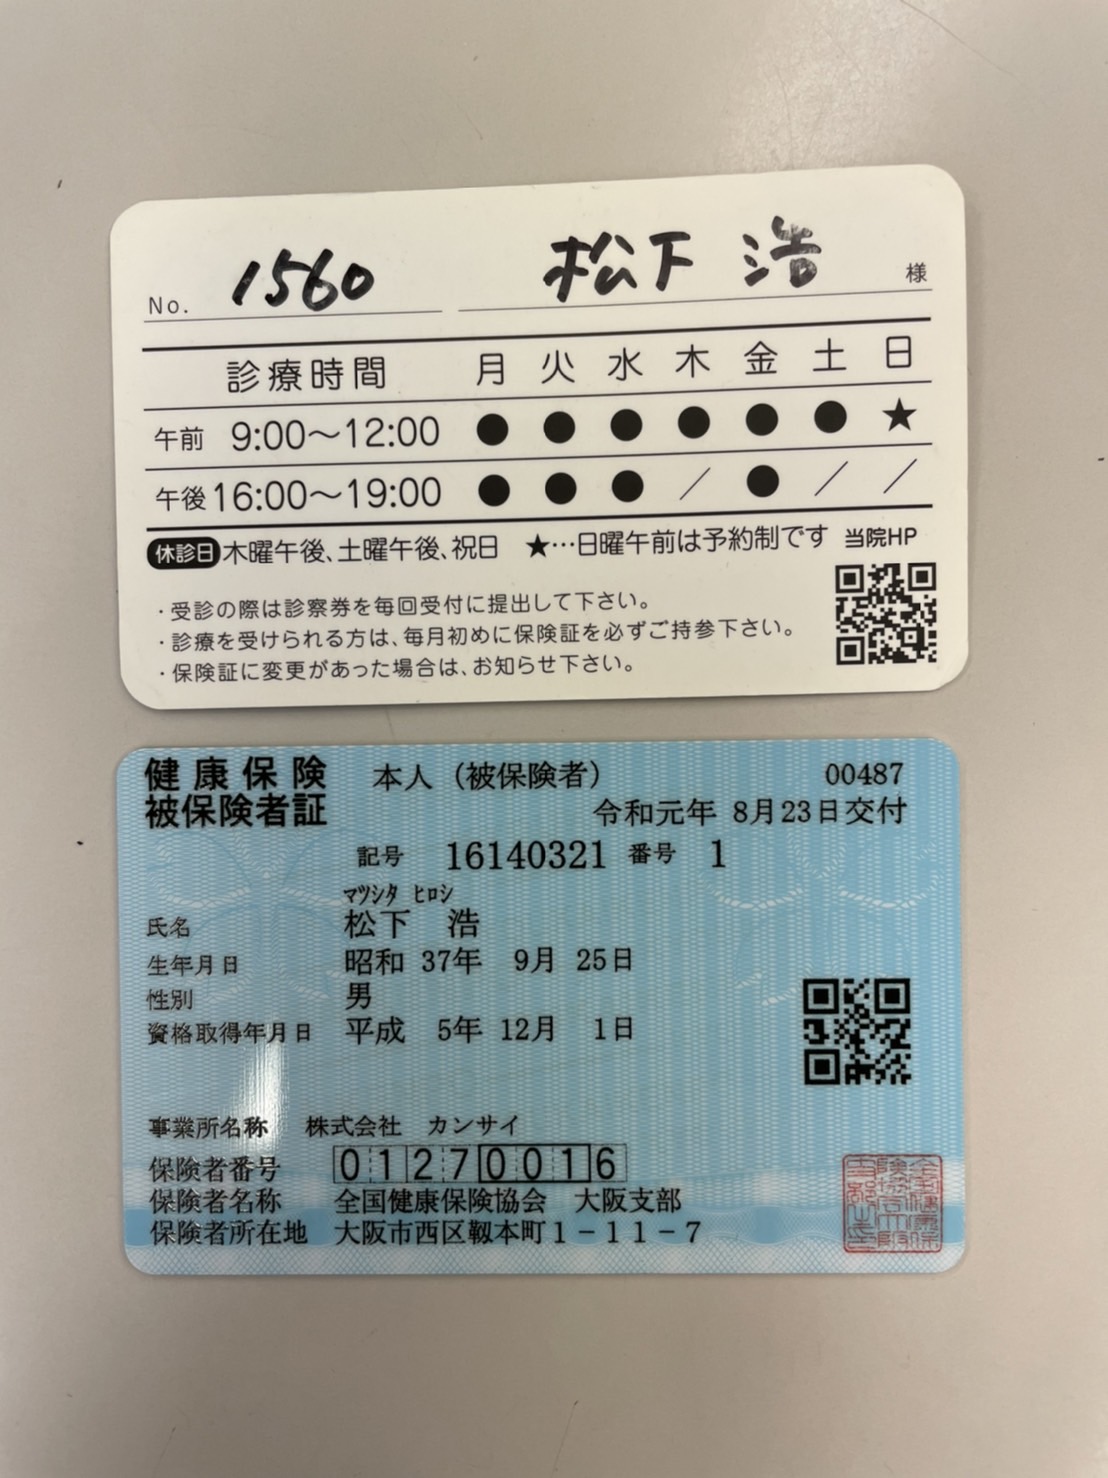 No. 1560 松下 浩 様
診療時間 月 火 水 木 金 土 日
午前 9:00～12:00 ● ● ● ● ● ● ★
午後 16:00～19:00 ● ● ● ／ ● ／ ／
休診日 木曜午後、土曜午後、祝日 ★…日曜午前は予約制です 当院HP
・受診の際は診察券を毎回受付に提出して下さい。
・診療を受けられる方は、毎月初めに保険証を必ずご持参下さい。
・保険証に変更があった場合は、お知らせ下さい。
健康保険 本人（被保険者） 00487
被保険者証 令和元年 8月23日交付
記号 16140321 番号 1
ﾏﾂｼﾀ ﾋﾛｼ
氏名 松下 浩
生年月日 昭和 37年 9月 25日
性別 男
資格取得年月日 平成 5年 12月 1日
事業所名称 株式会社 カンサイ
保険者番号 01270016
保険者名称 全国健康保険協会 大阪支部
保険者所在地 大阪市西区靱本町1－11－7